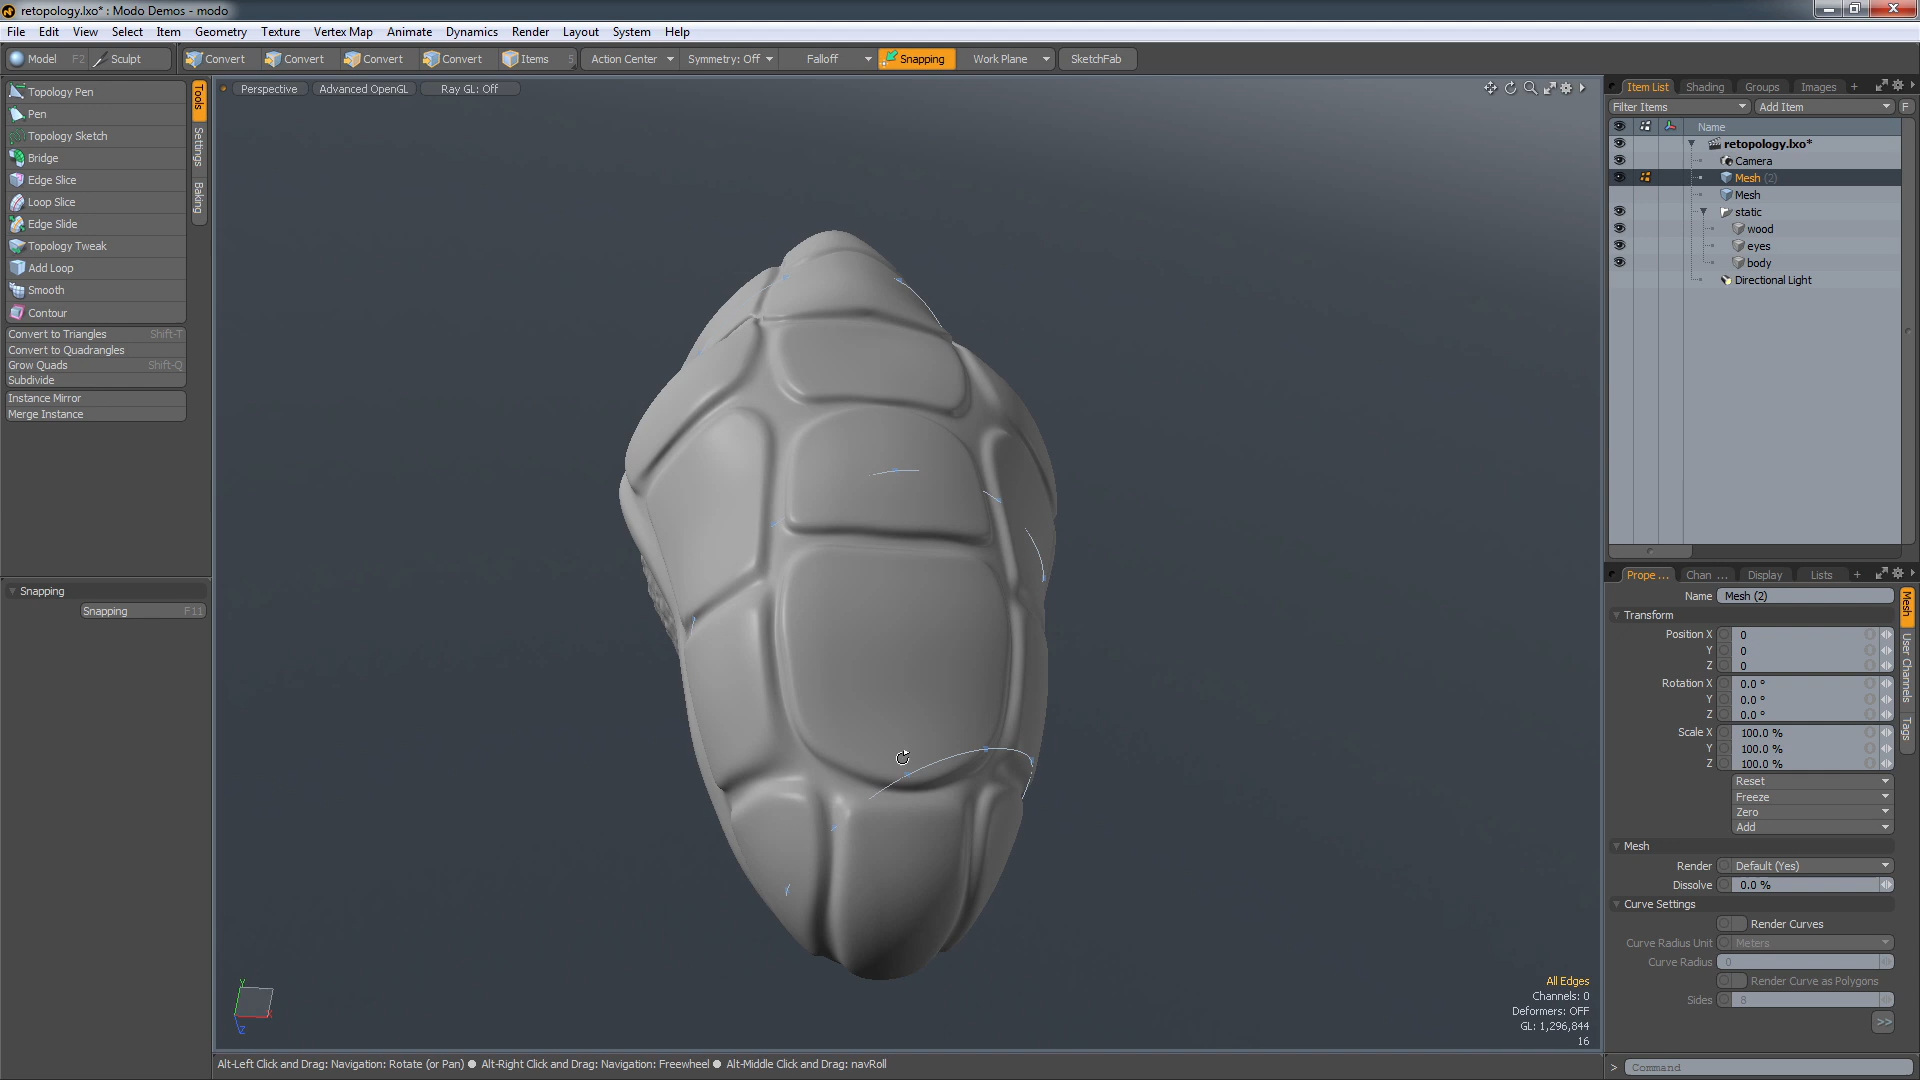 retopology.lxo* : Modo Demos - modo
File Edit View Select Item Geometry Texture Vertex Map Animate Dynamics Render Layout System Help
Model F2 Sculpt Convert Convert Convert Convert Items 5 Action Center Symmetry: Off Falloff Snapping Work Plane SketchFab
Perspective Advanced OpenGL Ray GL: Off
Topology Pen
Pen
Topology Sketch
Bridge
Edge Slice
Loop Slice
Edge Slide
Topology Tweak
Add Loop
Smooth
Contour
Convert to Triangles Shift-T
Convert to Quadrangles
Grow Quads Shift-Q
Subdivide
Instance Mirror
Merge Instance
Tools
Settings
Baking
Snapping
Snapping F11
Item List Shading Groups Images +
Filter Items Add Item F
Name
retopology.lxo*
Camera
Mesh (2)
Mesh
static
wood
eyes
body
Directional Light
Prope ... Chan ... Display Lists +
Name Mesh (2)
Transform
Position X 0
Y 0
Z 0
Rotation X 0.0 °
Y 0.0 °
Z 0.0 °
Scale X 100.0 %
Y 100.0 %
Z 100.0 %
Reset
Freeze
Zero
Add
Mesh
Render Default (Yes)
Dissolve 0.0 %
Curve Settings
Render Curves
Curve Radius Unit Meters
Curve Radius 0
Render Curve as Polygons
Sides 8
>>
Mesh
User Channels
Tags
All Edges
Channels: 0
Deformers: OFF
GL: 1,296,844
16
Y
X
Z
Alt-Left Click and Drag: Navigation: Rotate (or Pan) ● Alt-Right Click and Drag: Navigation: Freewheel ● Alt-Middle Click and Drag: navRoll
> Command